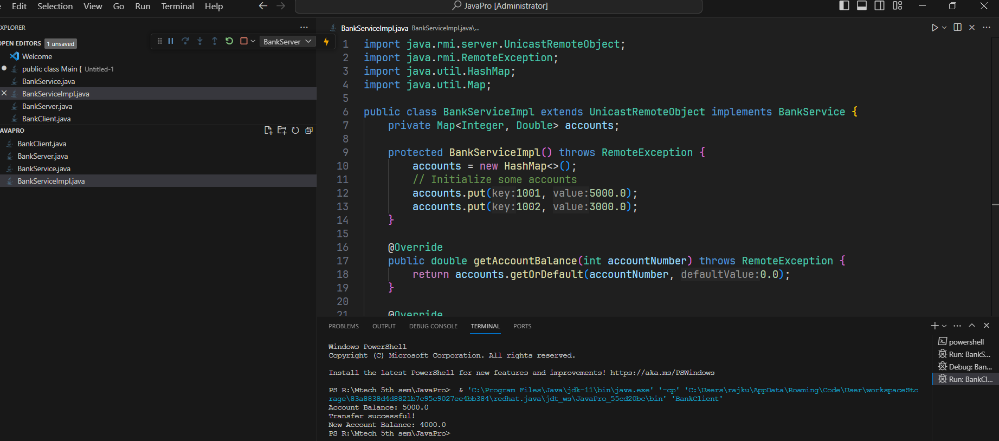 Edit Selection View Go Run Terminal Help
JavaPro [Administrator]
XPLORER
OPEN EDITORS 1 unsaved
Welcome
public class Main { Untitled-1
BankService.java
BankServiceImpl.java
BankServer.java
BankClient.java
AVAPRO
BankClient.java
BankServer.java
BankService.java
BankServiceImpl.java
BankServer
BankServiceImpl.java BankServiceImpl.java\...
1 import java.rmi.server.UnicastRemoteObject;
2 import java.rmi.RemoteException;
3 import java.util.HashMap;
4 import java.util.Map;
5
6 public class BankServiceImpl extends UnicastRemoteObject implements BankService {
7 private Map<Integer, Double> accounts;
8
9 protected BankServiceImpl() throws RemoteException {
10 accounts = new HashMap<>();
11 // Initialize some accounts
12 accounts.put(key:1001, value:5000.0);
13 accounts.put(key:1002, value:3000.0);
14 }
15
16 @Override
17 public double getAccountBalance(int accountNumber) throws RemoteException {
18 return accounts.getOrDefault(accountNumber, defaultValue:0.0);
19 }
20
21 @Override
PROBLEMS OUTPUT DEBUG CONSOLE TERMINAL PORTS
Windows PowerShell
Copyright (C) Microsoft Corporation. All rights reserved.
Install the latest PowerShell for new features and improvements! https://aka.ms/PSWindows
PS R:\Mtech 5th sem\JavaPro> & 'C:\Program Files\Java\jdk-11\bin\java.exe' '-cp' 'C:\Users\rajku\AppData\Roaming\Code\User\workspaceSto
rage\83a8838d4d8821b7c95c9027ee4bb384\redhat.java\jdt_ws\JavaPro_55cd20bc\bin' 'BankClient'
Account Balance: 5000.0
Transfer successful!
New Account Balance: 4000.0
PS R:\Mtech 5th sem\JavaPro>
powershell
Run: BankS...
Debug: Ban...
Run: BankCl...